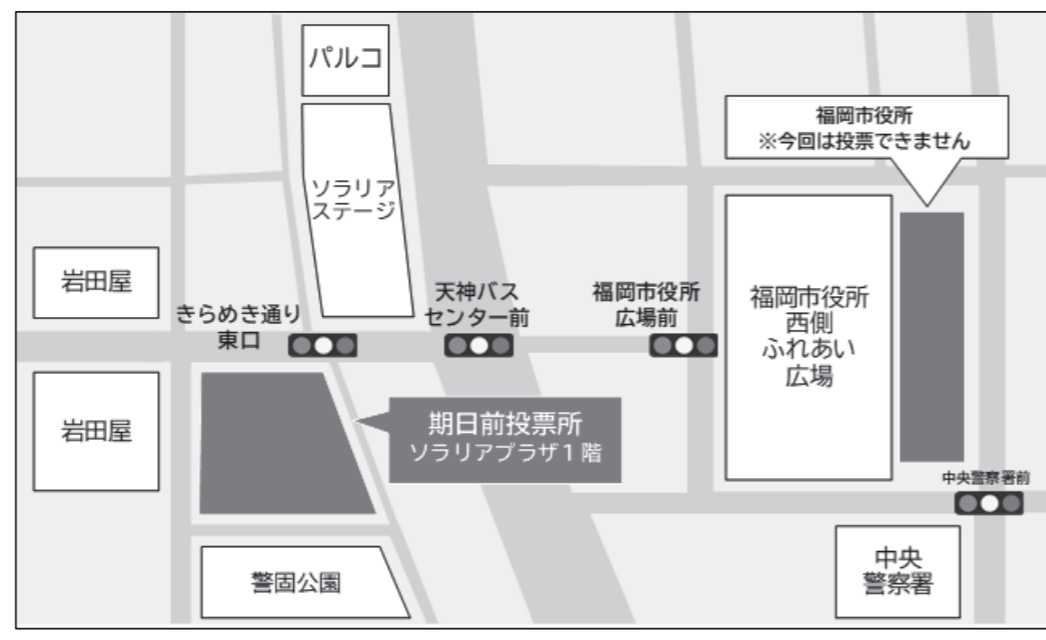 パルコ
福岡市役所
※今回は投票できません
ソラリア
ステージ
岩田屋
きらめき通り
東口
天神バス
センター前
福岡市役所
広場前
福岡市役所
西側
ふれあい
広場
岩田屋
期日前投票所
ソラリアプラザ1階
中央警察署前
警固公園
中央
警察署